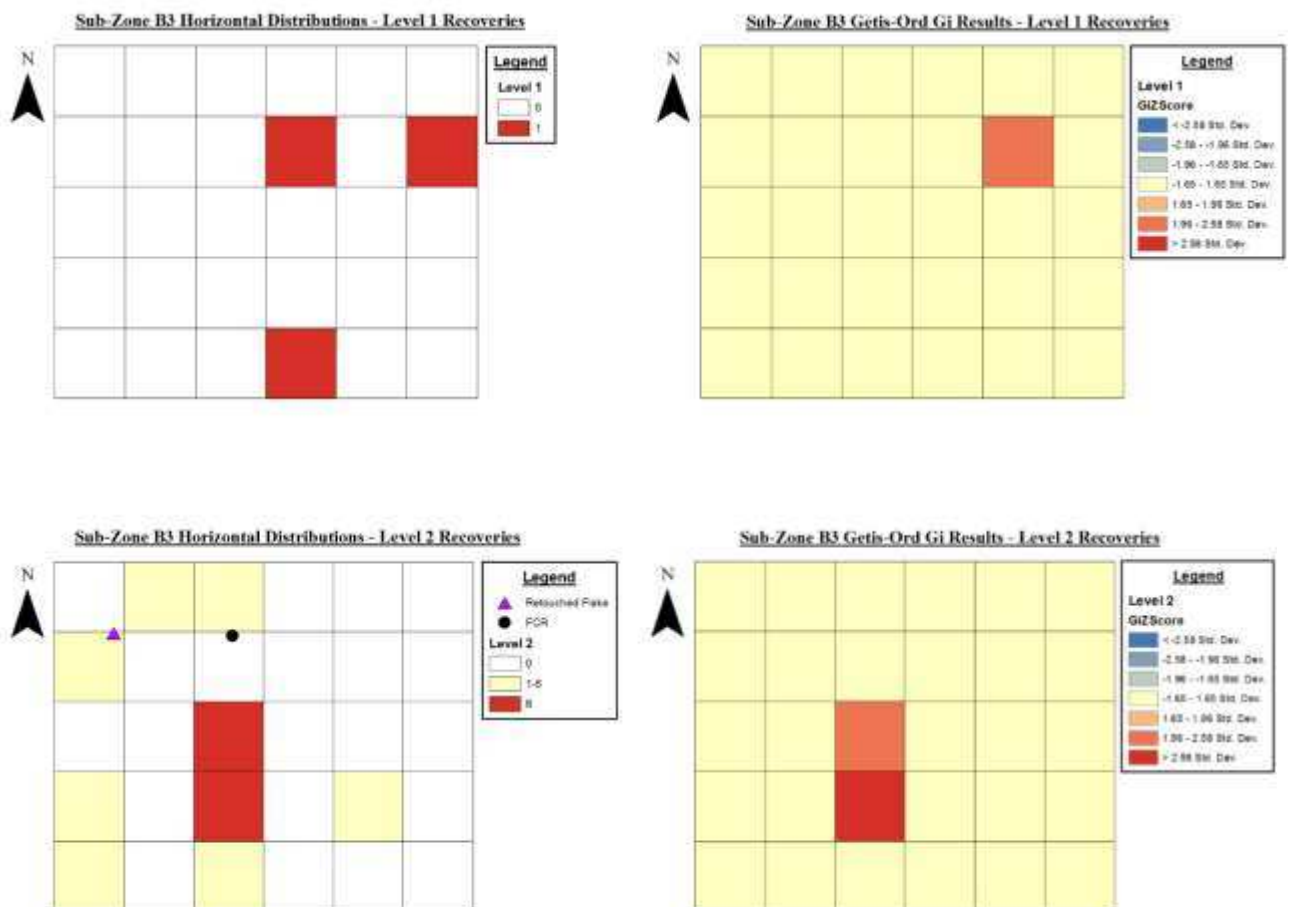 Sub-Zone B3 Horizontal Distributions - Level 1 Recoveries
N
Legend
Level 1
0
1
Sub-Zone B3 Getis-Ord Gi Results - Level 1 Recoveries
N
Legend
Level 1
GiZScore
< -2.58 Std. Dev.
-2.58 - -1.96 Std. Dev.
-1.96 - -1.65 Std. Dev.
-1.65 - 1.65 Std. Dev.
1.65 - 1.96 Std. Dev.
1.96 - 2.58 Std. Dev.
> 2.58 Std. Dev.
Sub-Zone B3 Horizontal Distributions - Level 2 Recoveries
N
Legend
Retouched Flake
FCR
Level 2
0
Sub-Zone B3 Getis-Ord Gi Results - Level 2 Recoveries
N
Legend
Level 2
GiZScore
< -2.58 Std. Dev.
-2.58 - -1.96 Std. Dev.
-1.96 - -1.65 Std. Dev.
-1.65 - 1.65 Std. Dev.
1.65 - 1.96 Std. Dev.
1.96 - 2.58 Std. Dev.
> 2.58 Std. Dev.